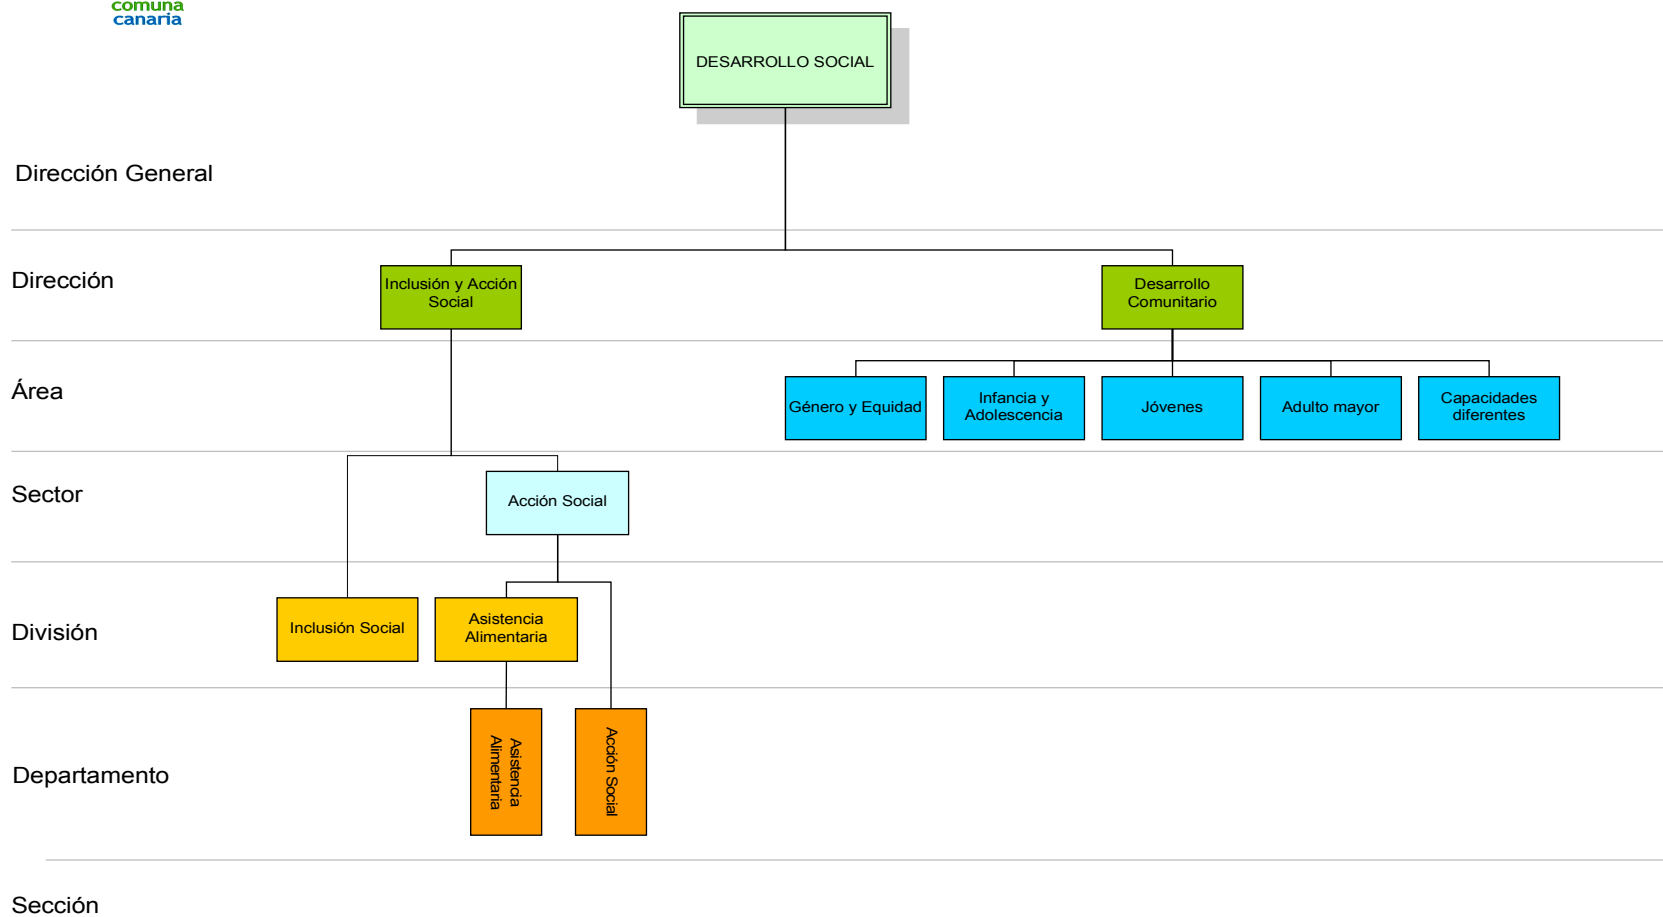 comuna
canaria
DESARROLLO SOCIAL
Dirección General
Dirección
Inclusión y Acción
Social
Desarrollo
Comunitario
Área
Género y Equidad
Infancia y
Adolescencia
Jóvenes
Adulto mayor
Capacidades
diferentes
Sector
Acción Social
División
Inclusión Social
Asistencia
Alimentaria
Departamento
Asistencia
Alimentaria
Acción Social
Sección